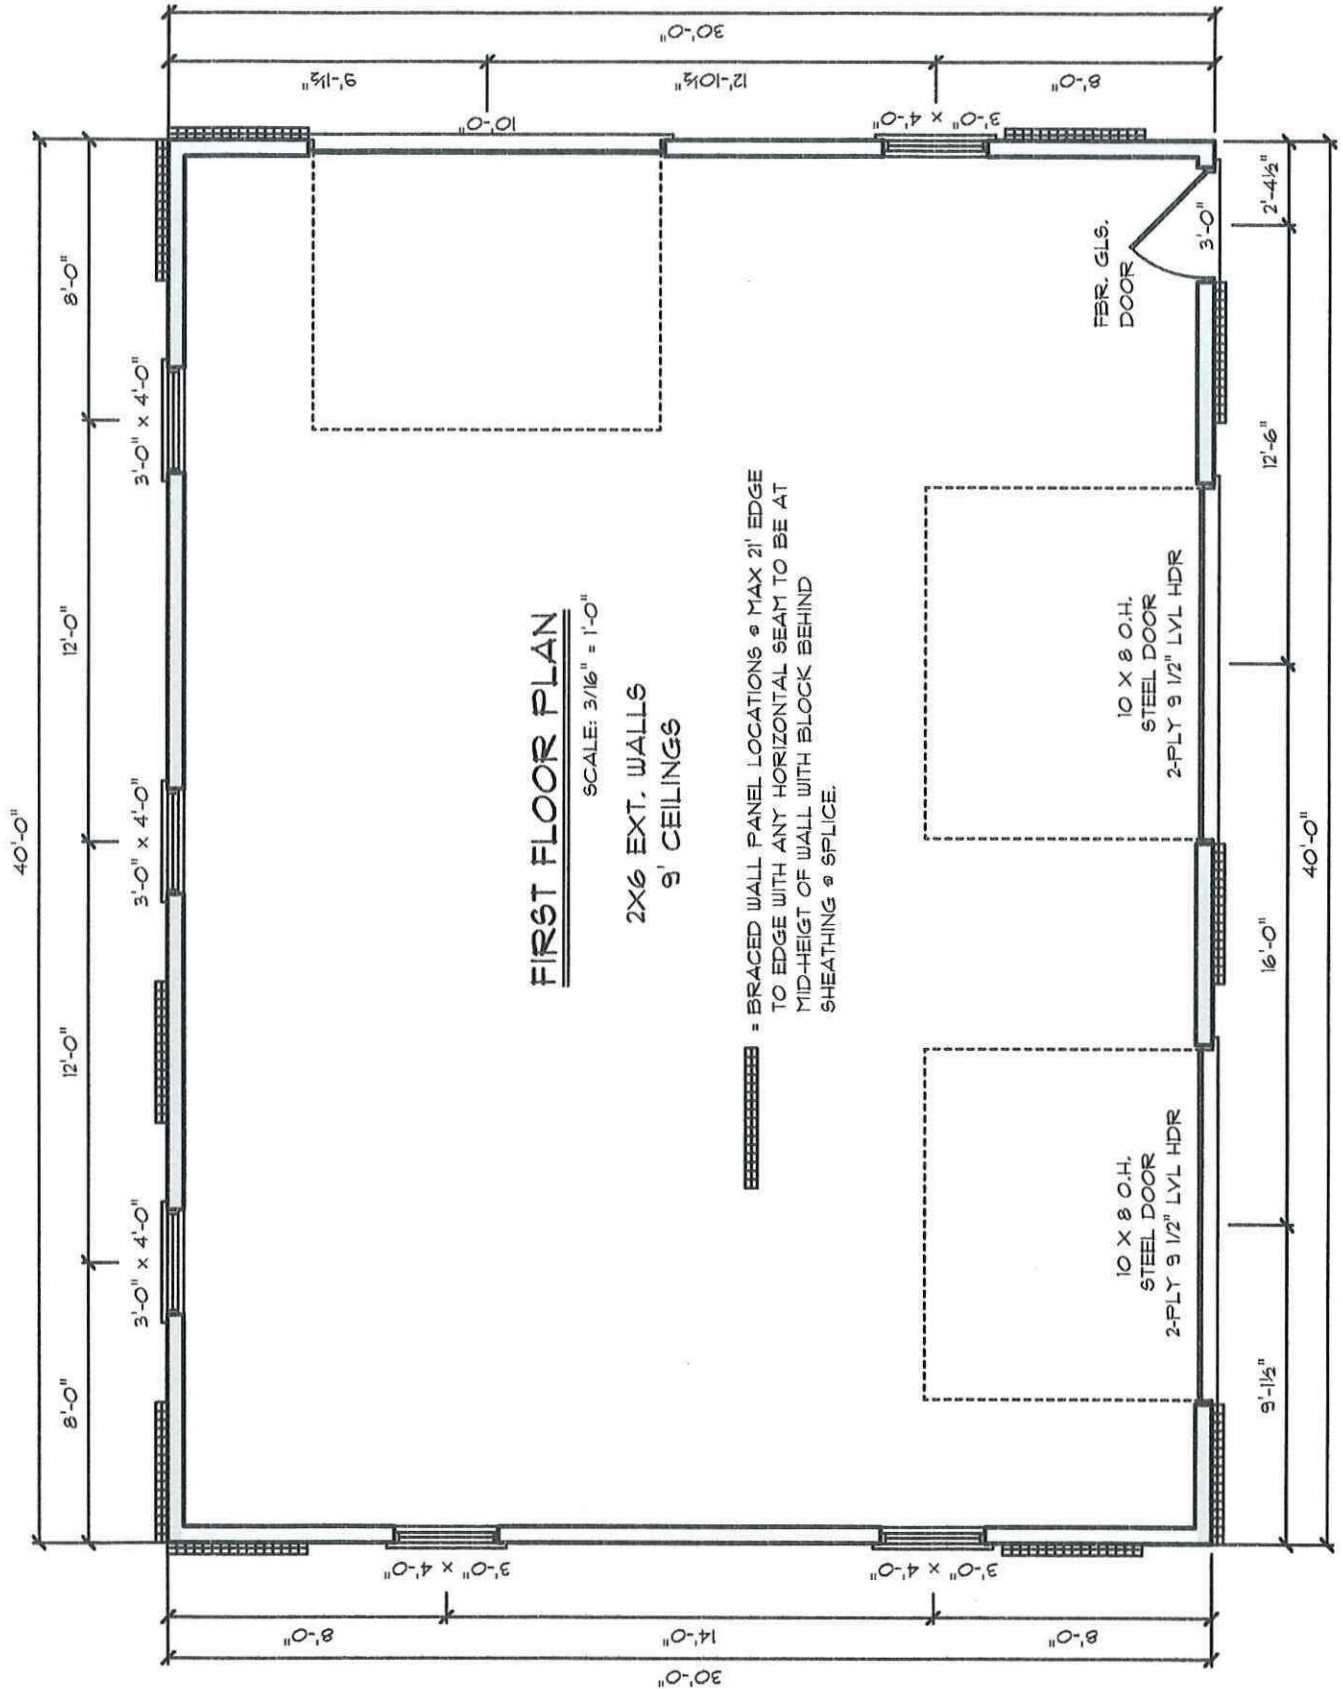 40'-0"
8'-0"
12'-0"
12'-0"
8'-0"
3'-0" x 4'-0"
3'-0" x 4'-0"
3'-0" x 4'-0"
30'-0"
8'-0"
14'-0"
8'-0"
3'-0" x 4'-0"
3'-0" x 4'-0"
FIRST FLOOR PLAN
SCALE: 3/16" = 1'-0"
2X6 EXT. WALLS
9' CEILINGS
= BRACED WALL PANEL LOCATIONS @ MAX 21' EDGE
TO EDGE WITH ANY HORIZONTAL SEAM TO BE AT
MID-HEIGT OF WALL WITH BLOCK BEHIND
SHEATHING @ SPLICE.
10'-0"
3'-0" x 4'-0"
9'-1½"
12'-10½"
8'-0"
30'-0"
FBR. GLS.
DOOR
3'-0"
10 X 8 O.H.
STEEL DOOR
2-PLY 9 1/2" LVL HDR
10 X 8 O.H.
STEEL DOOR
2-PLY 9 1/2" LVL HDR
9'-1½"
16'-0"
12'-6"
2'-4½"
40'-0"